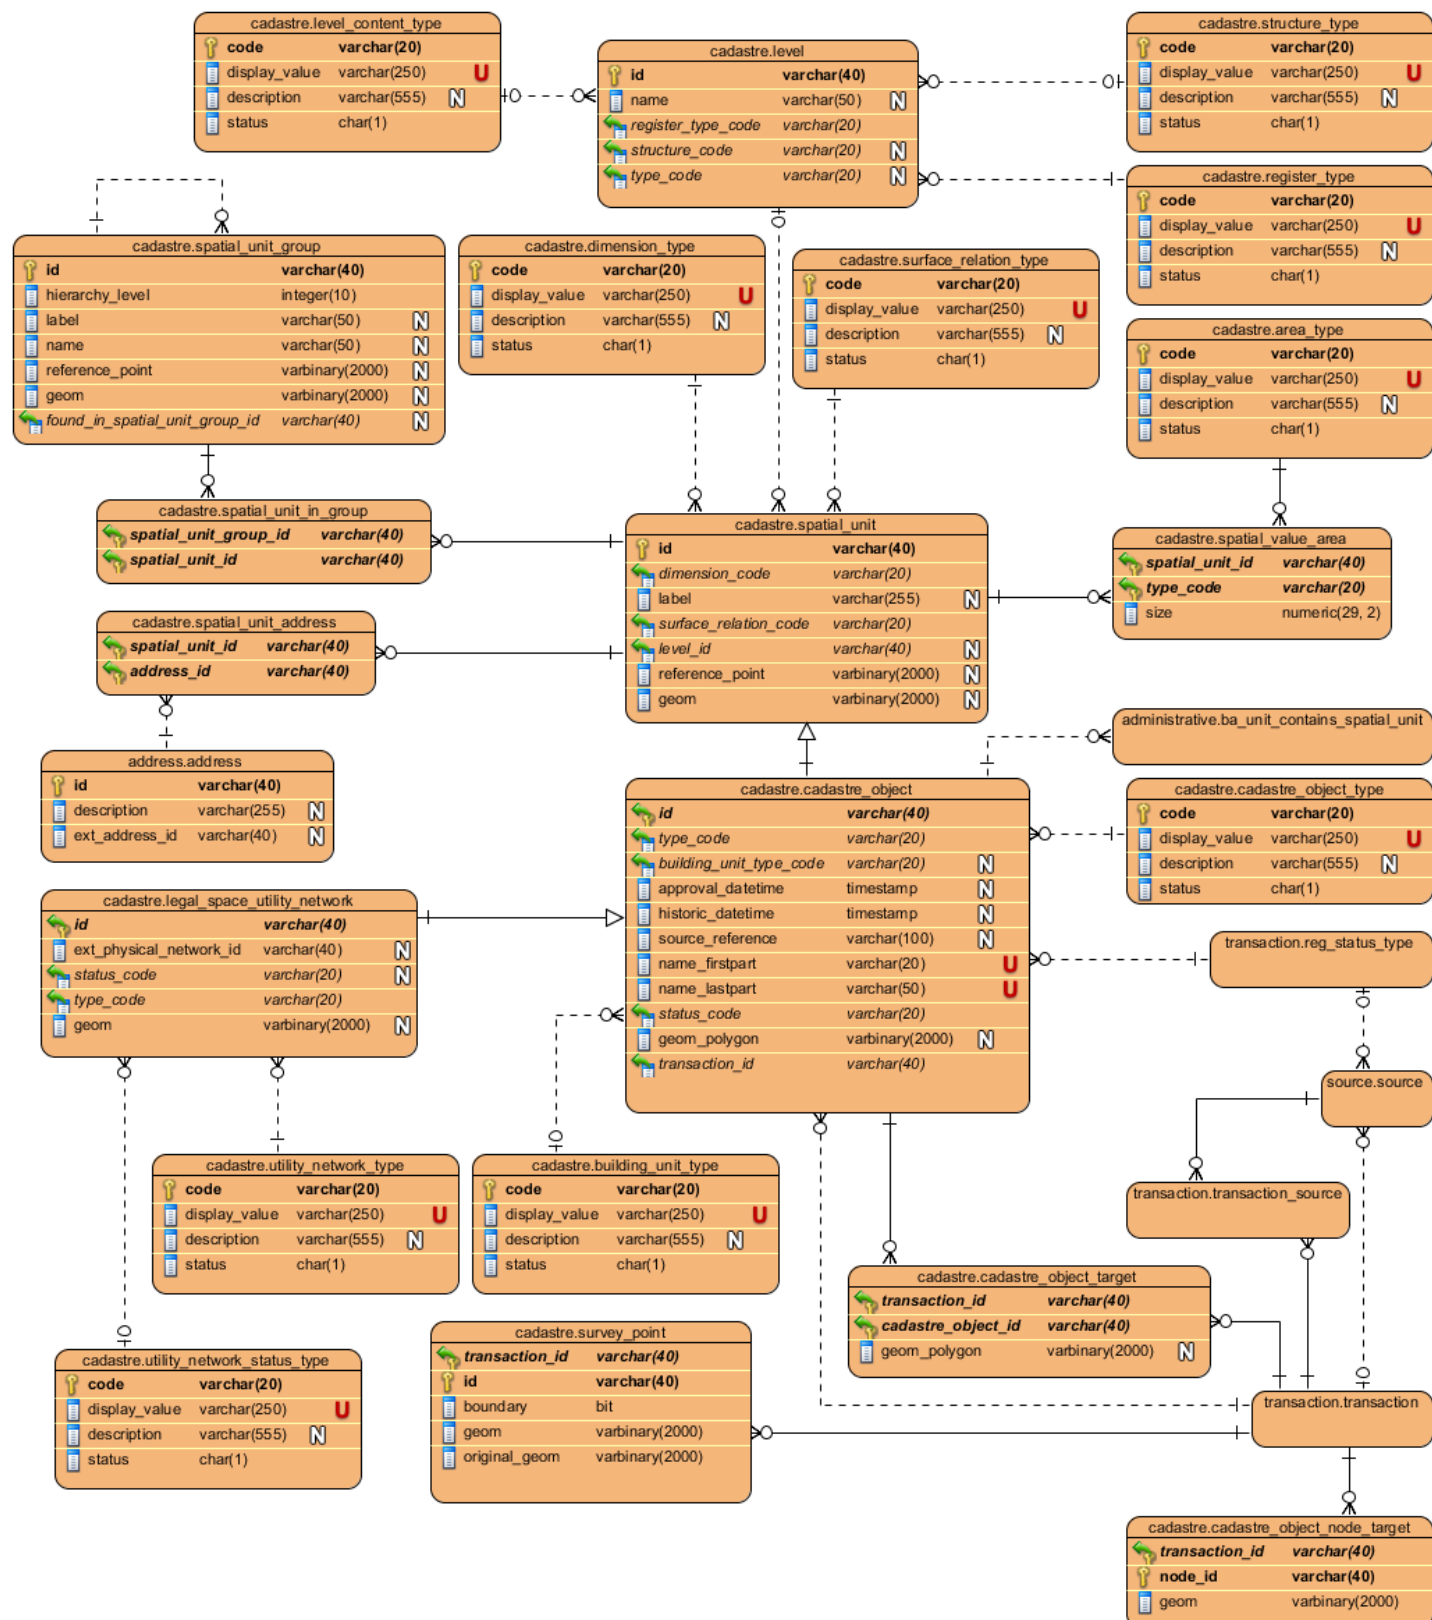 cadastre.level_content_type
code varchar(20)
display_value varchar(250) U
description varchar(555) N
status char(1)
cadastre.level
id varchar(40)
name varchar(50) N
register_type_code varchar(20)
structure_code varchar(20) N
type_code varchar(20) N
cadastre.structure_type
code varchar(20)
display_value varchar(250) U
description varchar(555) N
status char(1)
cadastre.register_type
code varchar(20)
display_value varchar(250) U
description varchar(555) N
status char(1)
cadastre.spatial_unit_group
id varchar(40)
hierarchy_level integer(10)
label varchar(50) N
name varchar(50) N
reference_point varbinary(2000) N
geom varbinary(2000) N
found_in_spatial_unit_group_id varchar(40) N
cadastre.dimension_type
code varchar(20)
display_value varchar(250) U
description varchar(555) N
status char(1)
cadastre.surface_relation_type
code varchar(20)
display_value varchar(250) U
description varchar(555) N
status char(1)
cadastre.area_type
code varchar(20)
display_value varchar(250) U
description varchar(555) N
status char(1)
cadastre.spatial_unit_in_group
spatial_unit_group_id varchar(40)
spatial_unit_id varchar(40)
cadastre.spatial_unit
id varchar(40)
dimension_code varchar(20)
label varchar(255) N
surface_relation_code varchar(20)
level_id varchar(40) N
reference_point varbinary(2000) N
geom varbinary(2000) N
cadastre.spatial_value_area
spatial_unit_id varchar(40)
type_code varchar(20)
size numeric(29, 2)
cadastre.spatial_unit_address
spatial_unit_id varchar(40)
address_id varchar(40)
administrative.ba_unit_contains_spatial_unit
address.address
id varchar(40)
description varchar(255) N
ext_address_id varchar(40) N
cadastre.cadastre_object
id varchar(40)
type_code varchar(20)
building_unit_type_code varchar(20) N
approval_datetime timestamp N
historic_datetime timestamp N
source_reference varchar(100) N
name_firstpart varchar(20) U
name_lastpart varchar(50) U
status_code varchar(20)
geom_polygon varbinary(2000) N
transaction_id varchar(40)
cadastre.cadastre_object_type
code varchar(20)
display_value varchar(250) U
description varchar(555) N
status char(1)
cadastre.legal_space_utility_network
id varchar(40)
ext_physical_network_id varchar(40) N
status_code varchar(20) N
type_code varchar(20)
geom varbinary(2000) N
transaction.reg_status_type
source.source
transaction.transaction_source
cadastre.utility_network_type
code varchar(20)
display_value varchar(250) U
description varchar(555) N
status char(1)
cadastre.building_unit_type
code varchar(20)
display_value varchar(250) U
description varchar(555) N
status char(1)
cadastre.cadastre_object_target
transaction_id varchar(40)
cadastre_object_id varchar(40)
geom_polygon varbinary(2000) N
cadastre.utility_network_status_type
code varchar(20)
display_value varchar(250) U
description varchar(555) N
status char(1)
cadastre.survey_point
transaction_id varchar(40)
id varchar(40)
boundary bit
geom varbinary(2000)
original_geom varbinary(2000)
transaction.transaction
cadastre.cadastre_object_node_target
transaction_id varchar(40)
node_id varchar(40)
geom varbinary(2000)